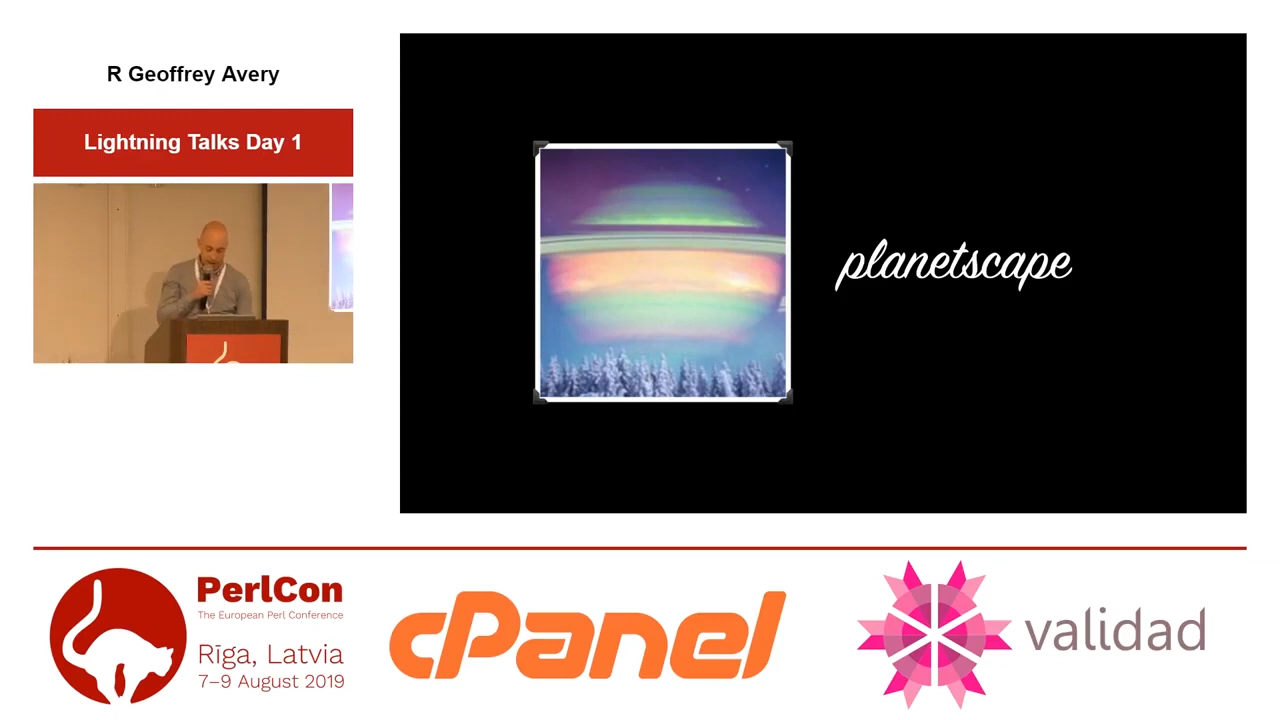 R Geoffrey Avery
Lightning Talks Day 1
planetscape
PerlCon
The European Perl Conference
Rīga, Latvia
7–9 August 2019
cPanel
validad